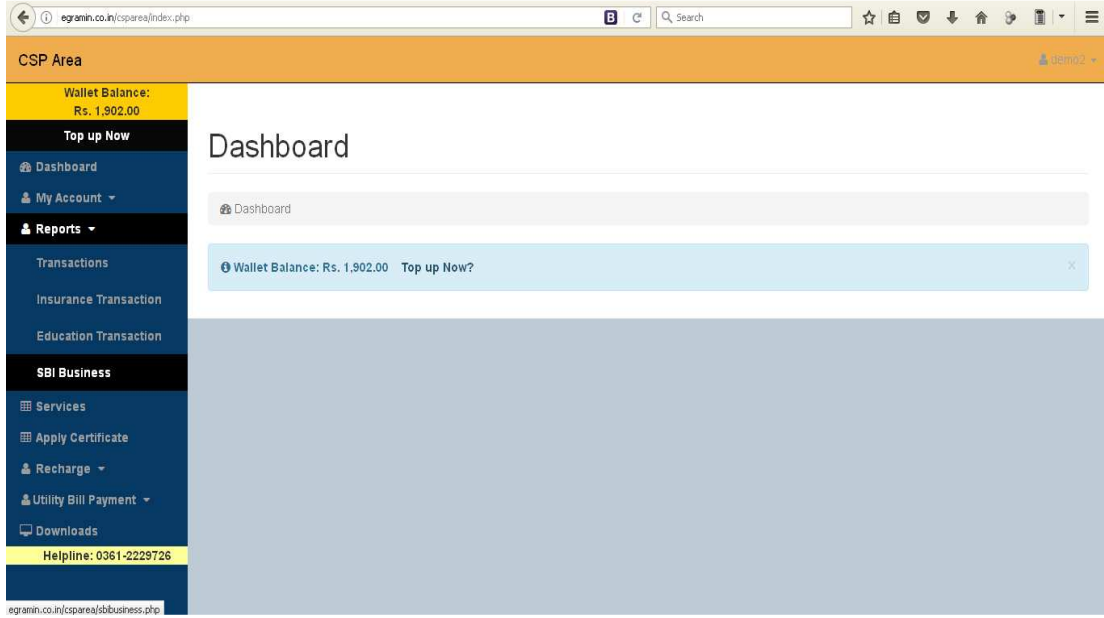 egramin.co.in/csparea/index.php
B
Search
CSP Area
demo2
Wallet Balance:
Rs. 1,902.00
Top up Now
Dashboard
My Account
Reports
Transactions
Insurance Transaction
Education Transaction
SBI Business
Services
Apply Certificate
Recharge
Utility Bill Payment
Downloads
Helpline: 0361-2229726
Dashboard
Dashboard
Wallet Balance: Rs. 1,902.00 Top up Now?
x
egramin.co.in/csparea/sbibusiness.php